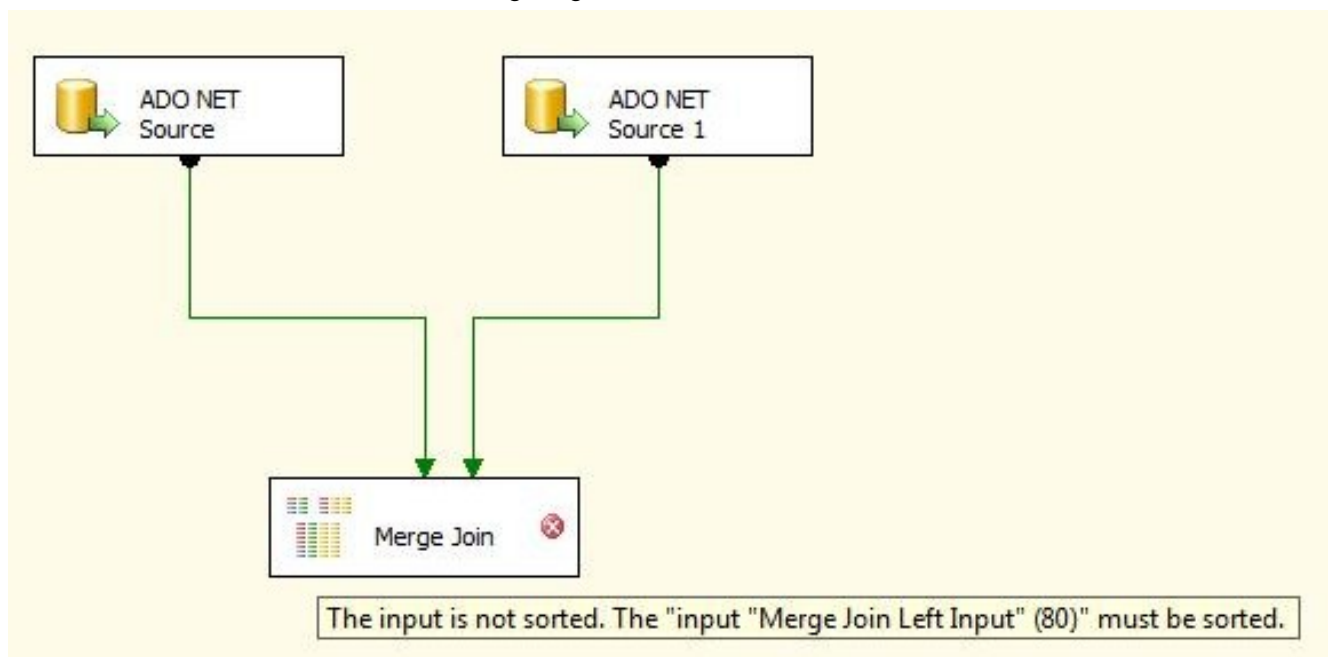 ADO NET
Source
ADO NET
Source 1
Merge Join
The input is not sorted. The "input "Merge Join Left Input" (80)" must be sorted.